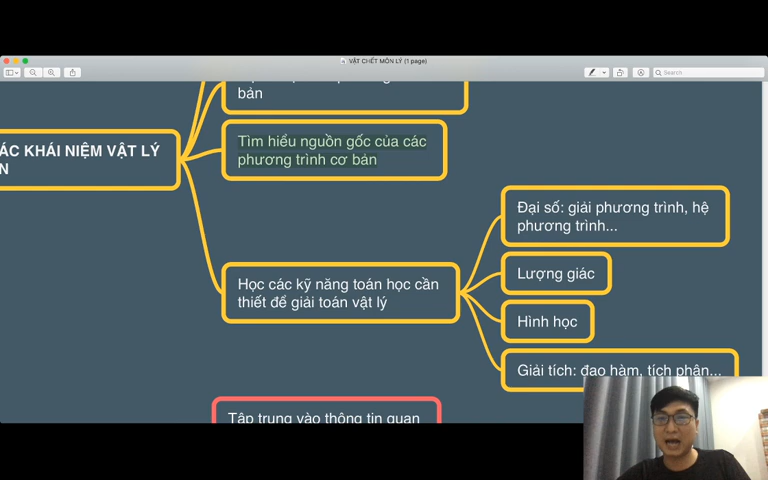 VẬT CHẾT MÔN LÝ (1 page)
Search
bản
ÁC KHÁI NIỆM VẬT LÝ
N
Tìm hiểu nguồn gốc của các
phương trình cơ bản
Học các kỹ năng toán học cần
thiết để giải toán vật lý
Đại số: giải phương trình, hệ
phương trình...
Lượng giác
Hình học
Giải tích: đạo hàm, tích phân...
Tập trung vào thông tin quan